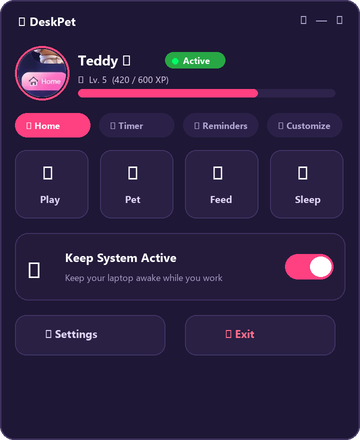 DeskPet
Teddy
Active
Lv. 5 (420 / 600 XP)
Home
Home
Timer
Reminders
Customize
Play
Pet
Feed
Sleep
Keep System Active
Keep your laptop awake while you work
Settings
Exit